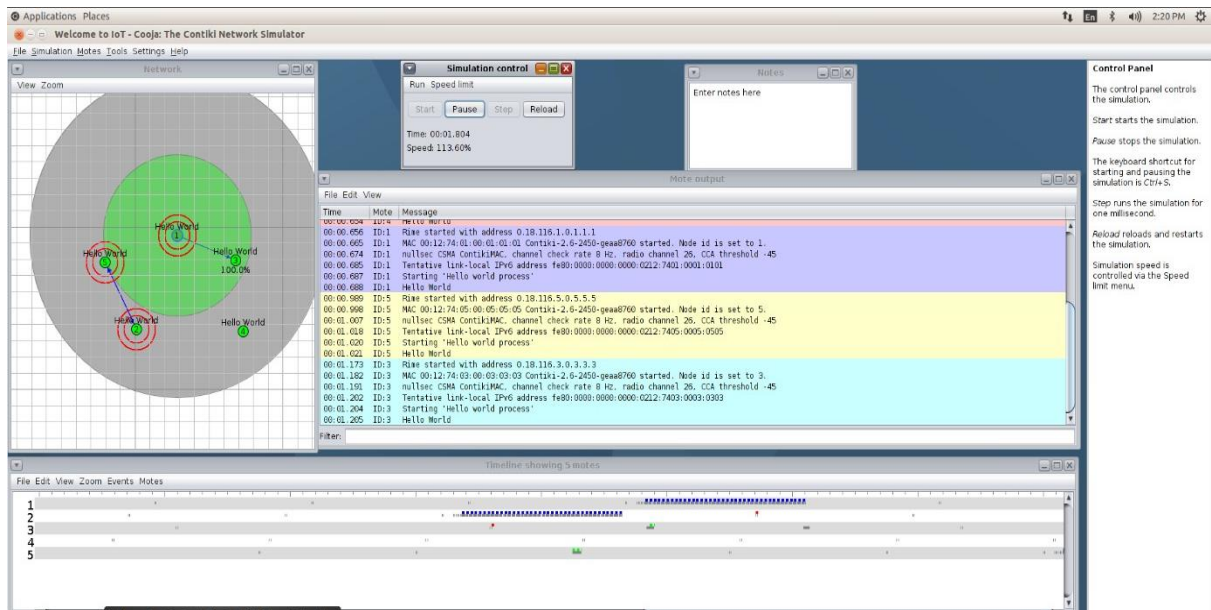 Applications Places
En
2:20 PM
Welcome to IoT - Cooja: The Contiki Network Simulator
File Simulation Motes Tools Settings Help
Network
View Zoom
Hello World
1
Hello World
3
100.0%
Hello World
5
Hello World
2
Hello World
4
Simulation control
Run Speed limit
Start Pause Step Reload
Time: 00:01.804
Speed: 113.60%
Notes
Enter notes here
Control Panel
The control panel controls
the simulation.
Start starts the simulation.
Pause stops the simulation.
The keyboard shortcut for
starting and pausing the
simulation is Ctrl+S.
Step runs the simulation for
one millisecond.
Reload reloads and restarts
the simulation.
Simulation speed is
controlled via the Speed
limit menu.
Mote output
File Edit View
Time Mote Message
00:00.654 ID:4 Hello World
00:00.656 ID:1 Rime started with address 0.18.116.1.0.1.1.1
00:00.665 ID:1 MAC 00:12:74:01:00:01:01:01 Contiki-2.6-2450-geaa8760 started. Node id is set to 1.
00:00.674 ID:1 nullsec CSMA ContikiMAC, channel check rate 8 Hz, radio channel 26, CCA threshold -45
00:00.685 ID:1 Tentative link-local IPv6 address fe80:0000:0000:0000:0212:7401:0001:0101
00:00.687 ID:1 Starting 'Hello world process'
00:00.688 ID:1 Hello World
00:00.989 ID:5 Rime started with address 0.18.116.5.0.5.5.5
00:00.998 ID:5 MAC 00:12:74:05:00:05:05:05 Contiki-2.6-2450-geaa8760 started. Node id is set to 5.
00:01.007 ID:5 nullsec CSMA ContikiMAC, channel check rate 8 Hz, radio channel 26, CCA threshold -45
00:01.018 ID:5 Tentative link-local IPv6 address fe80:0000:0000:0000:0212:7405:0005:0505
00:01.020 ID:5 Starting 'Hello world process'
00:01.021 ID:5 Hello World
00:01.173 ID:3 Rime started with address 0.18.116.3.0.3.3.3
00:01.182 ID:3 MAC 00:12:74:03:00:03:03:03 Contiki-2.6-2450-geaa8760 started. Node id is set to 3.
00:01.191 ID:3 nullsec CSMA ContikiMAC, channel check rate 8 Hz, radio channel 26, CCA threshold -45
00:01.202 ID:3 Tentative link-local IPv6 address fe80:0000:0000:0000:0212:7403:0003:0303
00:01.204 ID:3 Starting 'Hello world process'
00:01.205 ID:3 Hello World
Filter:
Timeline showing 5 motes
File Edit View Zoom Events Motes
1
2
3
4
5